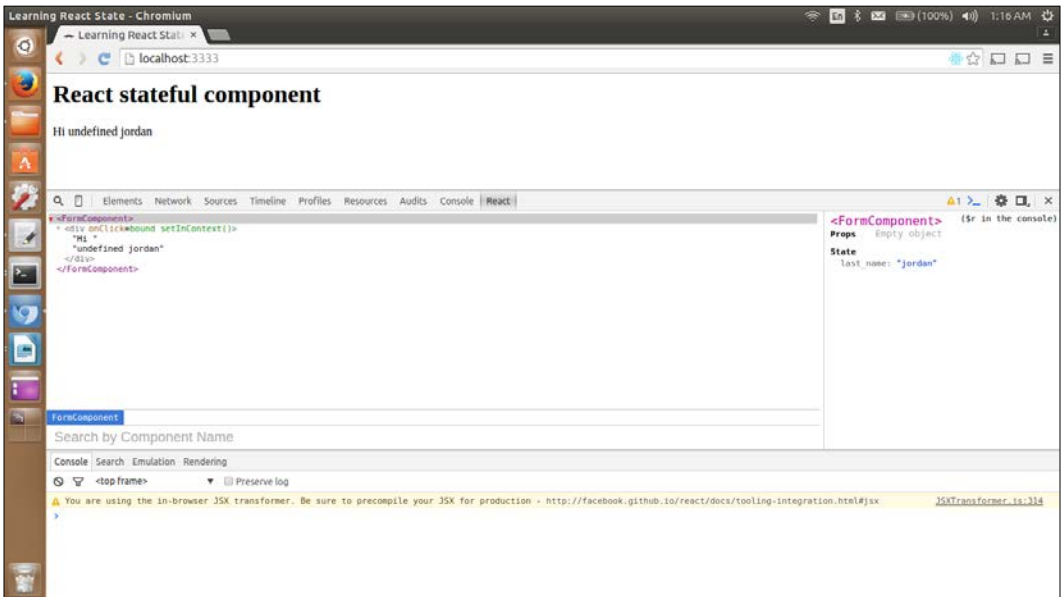 Learning React State - Chromium
En
(100%)
1:16 AM
Learning React Stat
localhost:3333
React stateful component
Hi undefined jordan
Elements Network Sources Timeline Profiles Resources Audits Console React
1
<FormComponent>
<div onClick=bound setInContext()>
"Hi "
"undefined jordan"
</div>
</FormComponent>
<FormComponent> ($r in the console)
Props Empty object
State
last_name: "jordan"
FormComponent
Search by Component Name
Console Search Emulation Rendering
<top frame> Preserve log
You are using the in-browser JSX transformer. Be sure to precompile your JSX for production - http://facebook.github.io/react/docs/tooling-integration.html#jsx JSXTransformer.js:314